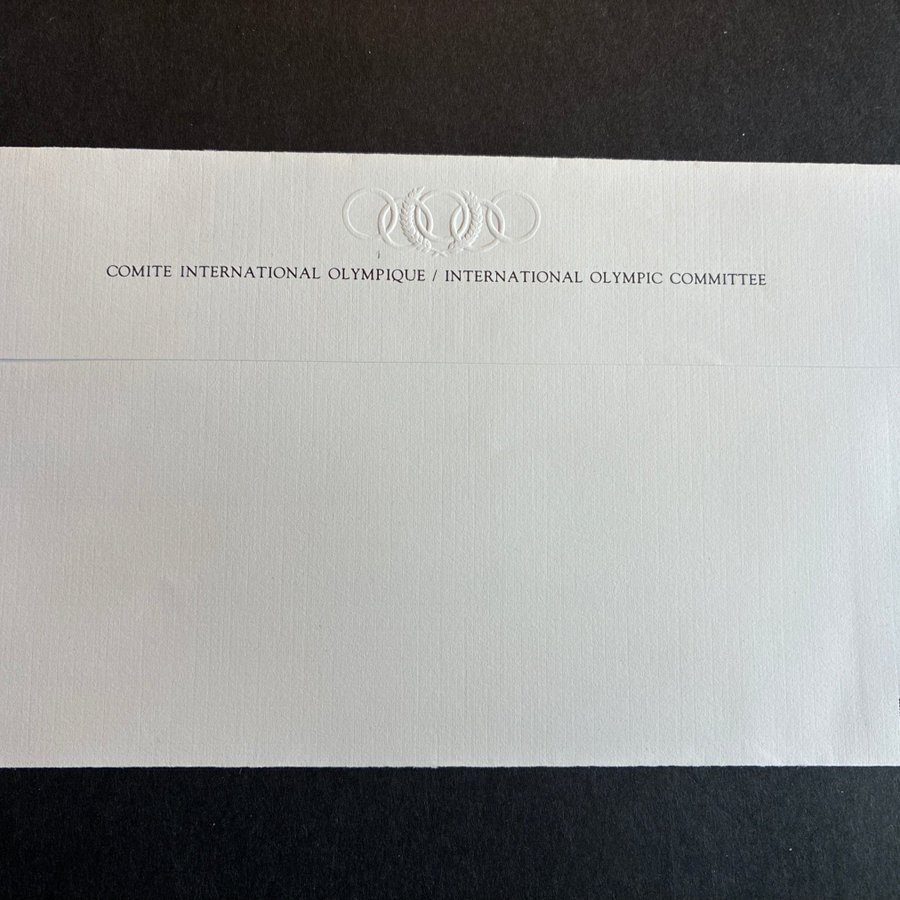 COMITE INTERNATIONAL OLYMPIQUE / INTERNATIONAL OLYMPIC COMMITTEE